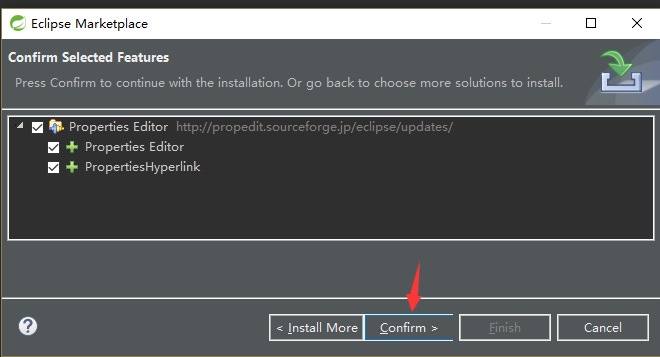 Eclipse Marketplace
Confirm Selected Features
Press Confirm to continue with the installation. Or go back to choose more solutions to install.
Properties Editor http://propedit.sourceforge.jp/eclipse/updates/
Properties Editor
PropertiesHyperlink
? < Install More Confirm > Finish Cancel